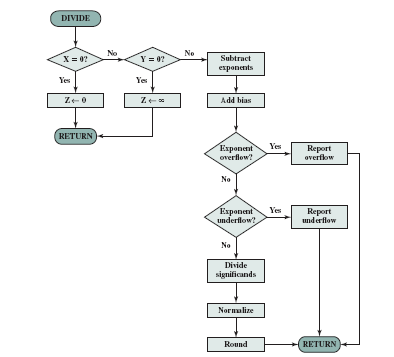 DIVIDE
X = 0?
No
Y = 0?
No
Subtract
exponents
Yes
Yes
Z ← 0
Z ← ∞
Add bias
RETURN
Exponent
overflow?
Yes
Report
overflow
No
Exponent
underflow?
Yes
Report
underflow
No
Divide
significands
Normalize
Round
RETURN